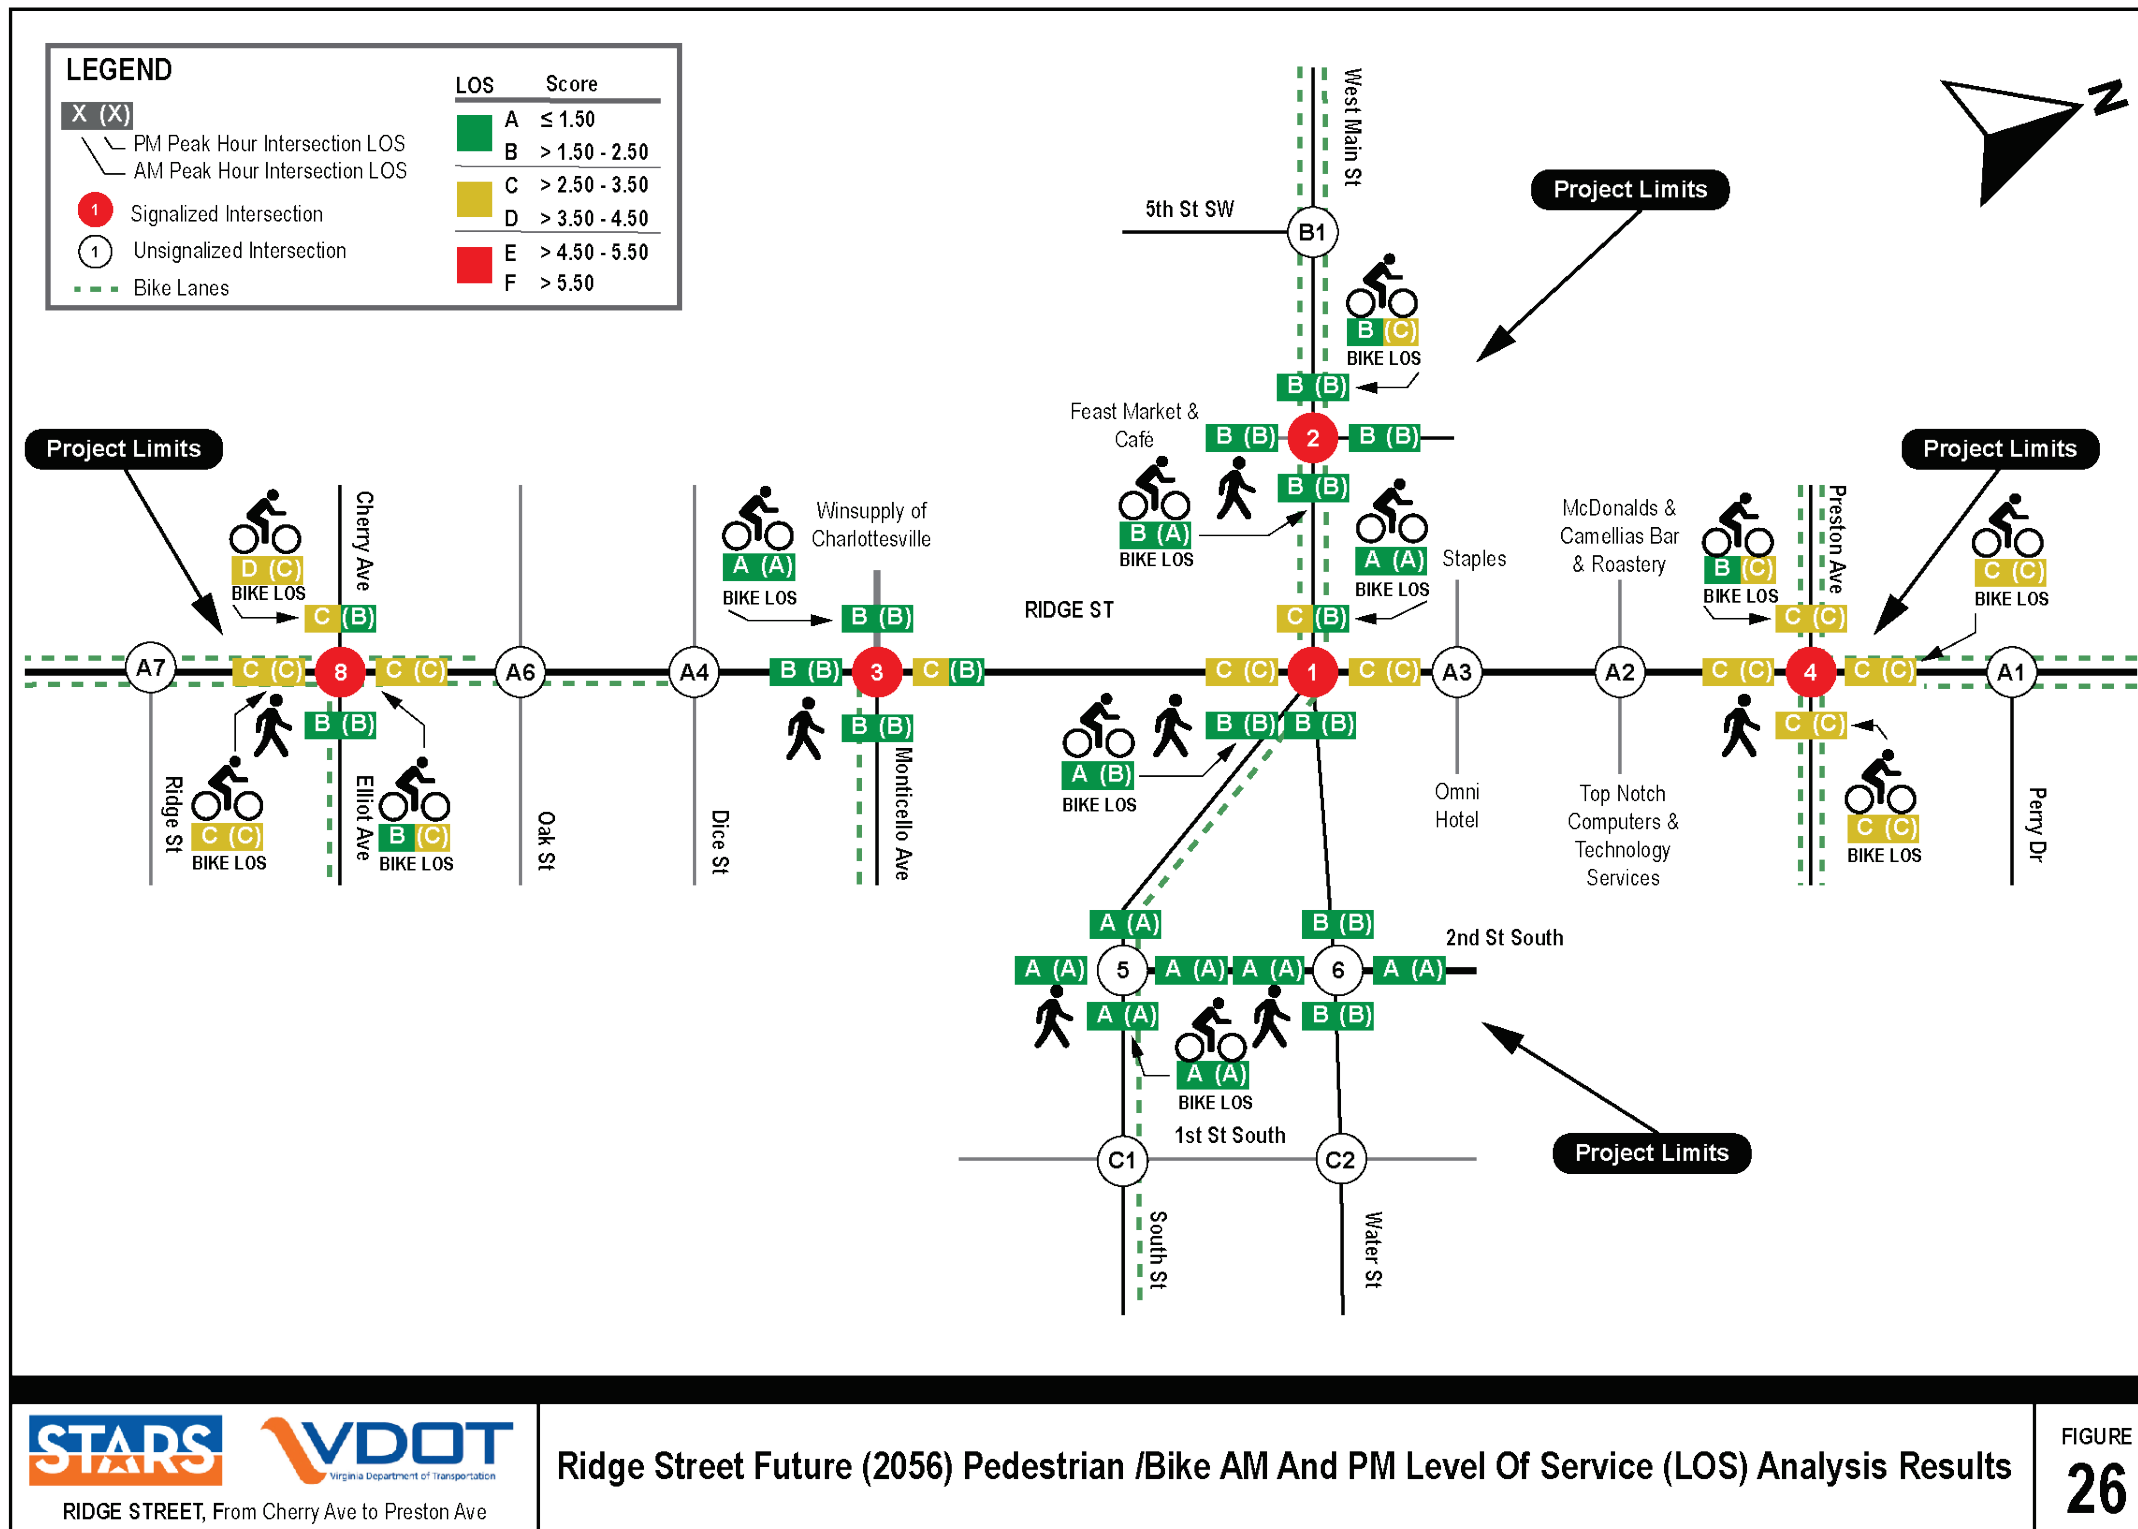 LEGEND
X (X)
PM Peak Hour Intersection LOS
AM Peak Hour Intersection LOS
1 Signalized Intersection
1 Unsignalized Intersection
Bike Lanes
LOS Score
A ≤ 1.50
B > 1.50 - 2.50
C > 2.50 - 3.50
D > 3.50 - 4.50
E > 4.50 - 5.50
F > 5.50
West Main St
N
Project Limits
5th St SW
B1
B (C)
BIKE LOS
B (B)
Feast Market &
Café
B (B)
2
B (B)
B (B)
B (A)
BIKE LOS
A (A)
BIKE LOS
Staples
Project Limits
Cherry Ave
D (C)
BIKE LOS
C (B)
Winsupply of
Charlottesville
A (A)
BIKE LOS
B (B)
RIDGE ST
C (B)
McDonalds &
Camellias Bar
& Roastery
Project Limits
Preston Ave
B (C)
BIKE LOS
C (C)
C (C)
BIKE LOS
A7
C (C)
8
C (C)
A6
A4
B (B)
3
C (B)
C (C)
1
C (C)
A3
A2
C (C)
4
C (C)
A1
B (B)
B (B)
B (B)
B (B)
C (C)
Ridge St
C (C)
BIKE LOS
Elliot Ave
B (C)
BIKE LOS
Oak St
Dice St
Monticello Ave
A (B)
BIKE LOS
Omni
Hotel
Top Notch
Computers &
Technology
Services
C (C)
BIKE LOS
Perry Dr
A (A)
B (B)
2nd St South
A (A)
5
A (A)
A (A)
6
A (A)
A (A)
B (B)
A (A)
BIKE LOS
1st St South
C1
C2
Project Limits
South St
Water St
STARS
VDOT
Virginia Department of Transportation
RIDGE STREET, From Cherry Ave to Preston Ave
Ridge Street Future (2056) Pedestrian /Bike AM And PM Level Of Service (LOS) Analysis Results
FIGURE
26